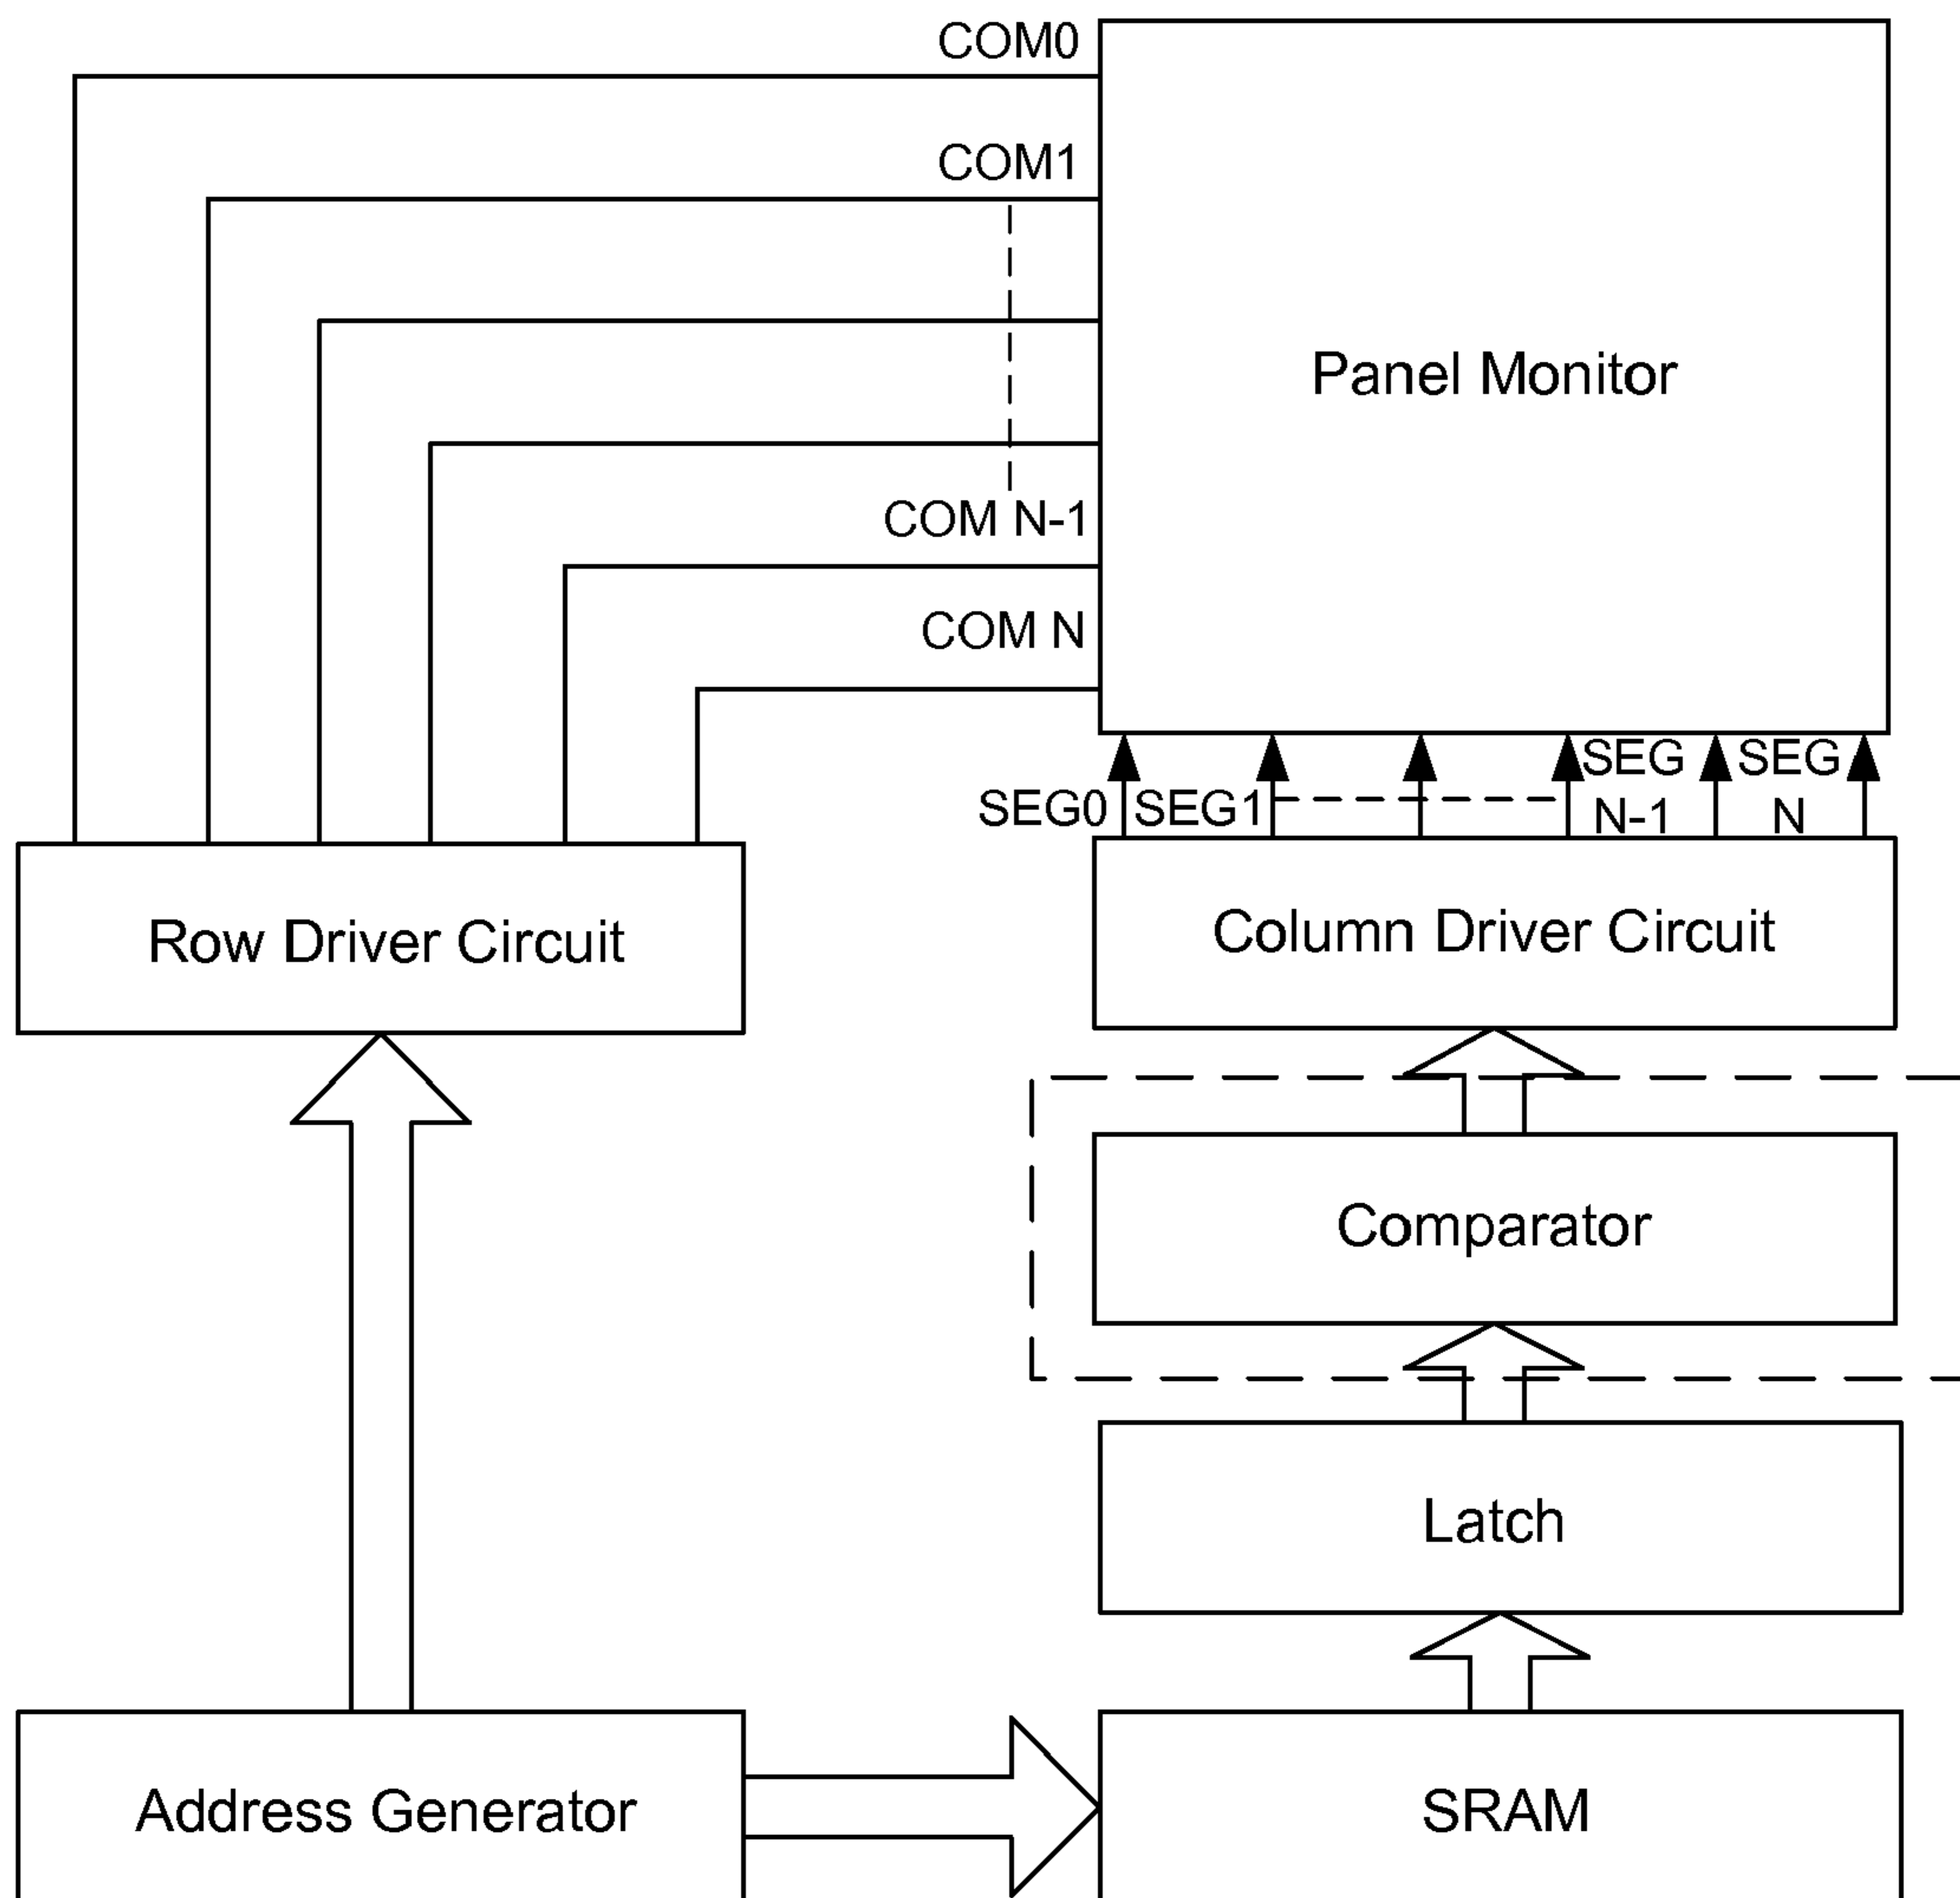 COM0
COM1
Panel Monitor
COM N-1
COM N
SEG0
SEG1
SEG
N-1
SEG
N
Row Driver Circuit
Column Driver Circuit
Comparator
Latch
Address Generator
SRAM